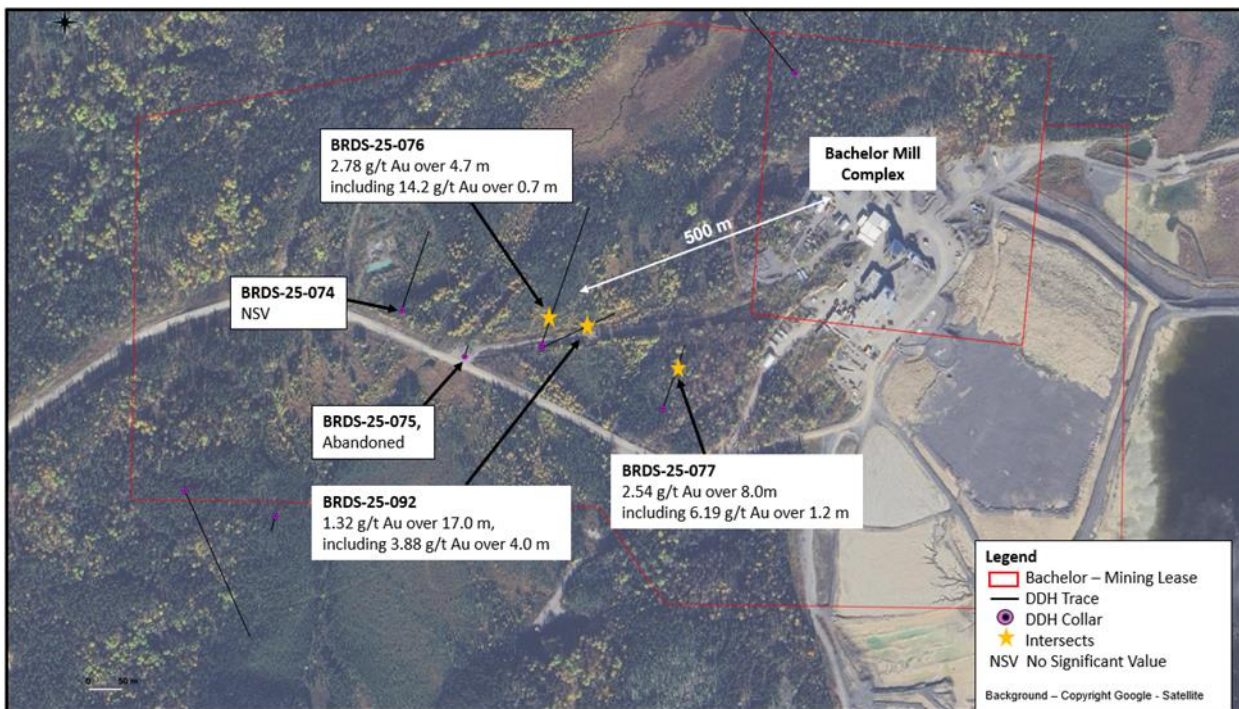 BRDS-25-076
2.78 g/t Au over 4.7 m
including 14.2 g/t Au over 0.7 m
Bachelor Mill
Complex
500 m
BRDS-25-074
NSV
BRDS-25-075,
Abandoned
BRDS-25-092
1.32 g/t Au over 17.0 m,
including 3.88 g/t Au over 4.0 m
BRDS-25-077
2.54 g/t Au over 8.0m
including 6.19 g/t Au over 1.2 m
Legend
Bachelor – Mining Lease
DDH Trace
DDH Collar
Intersects
NSV No Significant Value
Background – Copyright Google - Satellite
0 50 m